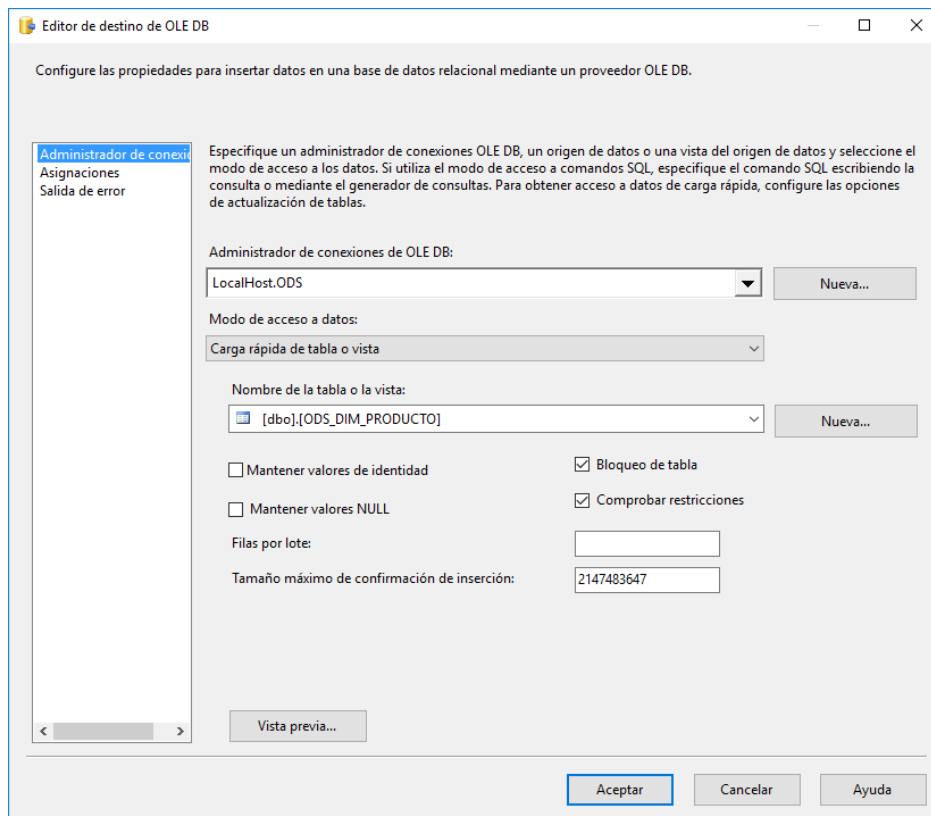 Editor de destino de OLE DB
Configure las propiedades para insertar datos en una base de datos relacional mediante un proveedor OLE DB.
Administrador de conexi
Asignaciones
Salida de error
Especifique un administrador de conexiones OLE DB, un origen de datos o una vista del origen de datos y seleccione el
modo de acceso a los datos. Si utiliza el modo de acceso a comandos SQL, especifique el comando SQL escribiendo la
consulta o mediante el generador de consultas. Para obtener acceso a datos de carga rápida, configure las opciones
de actualización de tablas.
Administrador de conexiones de OLE DB:
LocalHost.ODS
Nueva...
Modo de acceso a datos:
Carga rápida de tabla o vista
Nombre de la tabla o la vista:
[dbo].[ODS_DIM_PRODUCTO]
Nueva...
Mantener valores de identidad
Bloqueo de tabla
Mantener valores NULL
Comprobar restricciones
Filas por lote:
Tamaño máximo de confirmación de inserción:
2147483647
Vista previa...
Aceptar
Cancelar
Ayuda